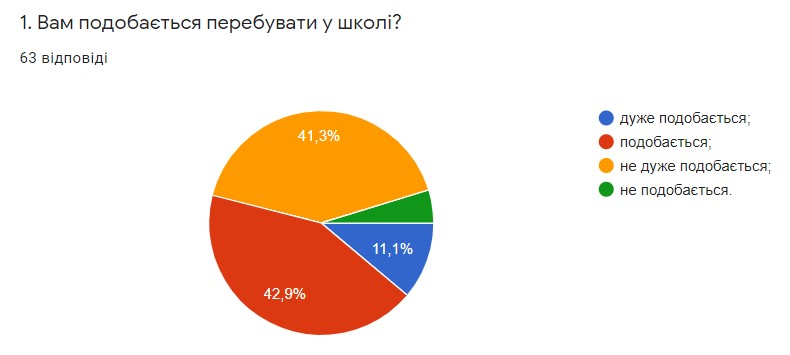 1. Вам подобається перебувати у школі?
63 відповіді
41,3%
11,1%
42,9%
дуже подобається;
подобається;
не дуже подобається;
не подобається.